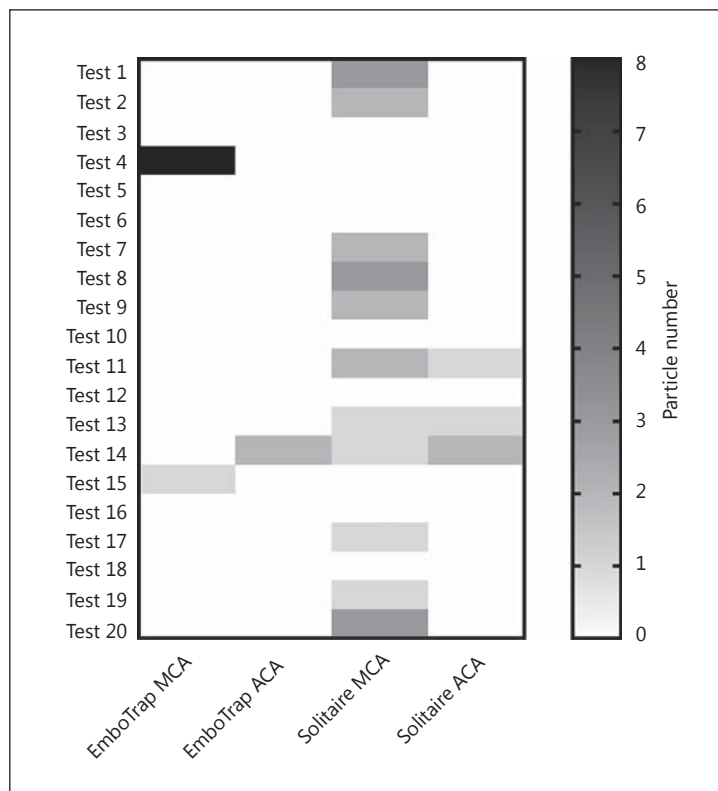 Test 1
Test 2
Test 3
Test 4
Test 5
Test 6
Test 7
Test 8
Test 9
Test 10
Test 11
Test 12
Test 13
Test 14
Test 15
Test 16
Test 17
Test 18
Test 19
Test 20
EmboTrap MCA
EmboTrap ACA
Solitaire MCA
Solitaire ACA
8
7
6
5
4
3
2
1
0
Particle number